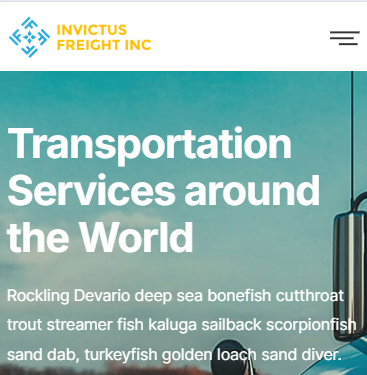 INVICTUS
FREIGHT INC
Transportation
Services around
the World
Rockling Devario deep sea bonefish cutthroat
trout streamer fish kaluga sailback scorpionfish
sand dab, turkeyfish golden loach sand diver.